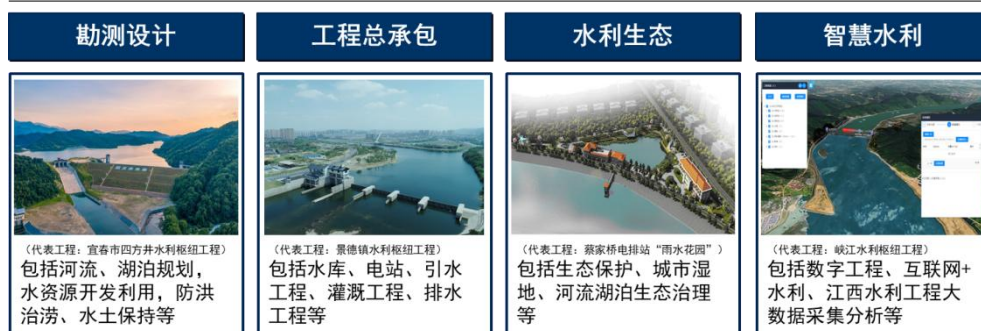 勘测设计
工程总承包
水利生态
智慧水利
（代表工程：宜春市四方井水利枢纽工程）
包括河流、湖泊规划，
水资源开发利用，防洪
治涝、水土保持等
（代表工程：景德镇水利枢纽工程）
包括水库、电站、引水
工程、灌溉工程、排水
工程等
（代表工程：蔡家桥电排站“雨水花园”）
包括生态保护、城市湿
地、河流湖泊生态治理
等
（代表工程：峡江水利枢纽工程）
包括数字工程、互联网+
水利、江西水利工程大
数据采集分析等